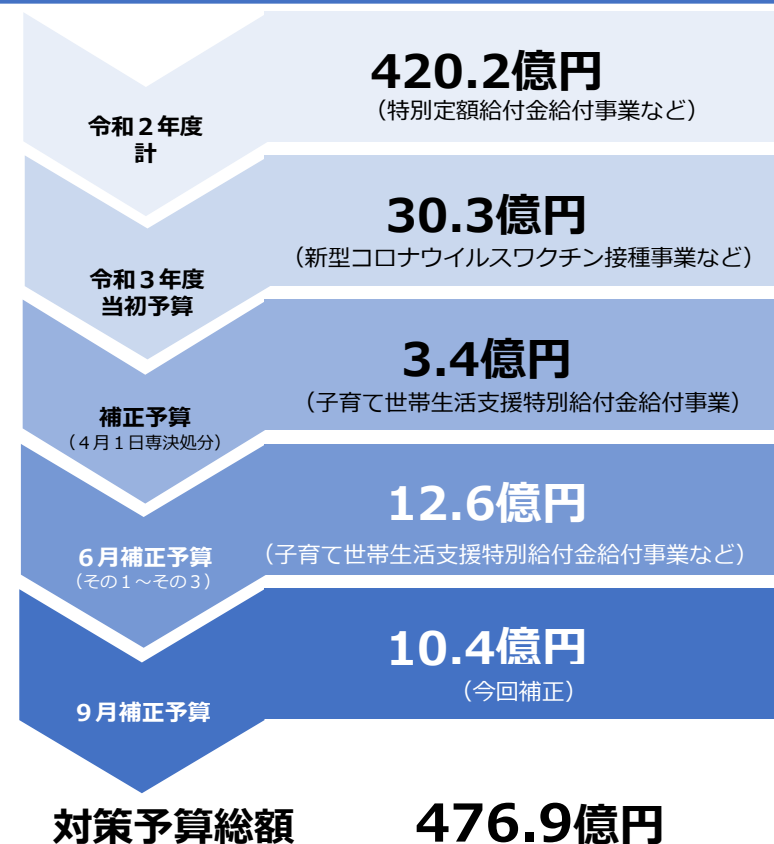 420.2億円
（特別定額給付金給付事業など）
令和２年度
計
30.3億円
（新型コロナウイルスワクチン接種事業など）
令和３年度
当初予算
3.4億円
（子育て世帯生活支援特別給付金給付事業）
補正予算
（４月１日専決処分）
12.6億円
（子育て世帯生活支援特別給付金給付事業など）
６月補正予算
（その１～その３）
10.4億円
（今回補正）
９月補正予算
対策予算総額 476.9億円